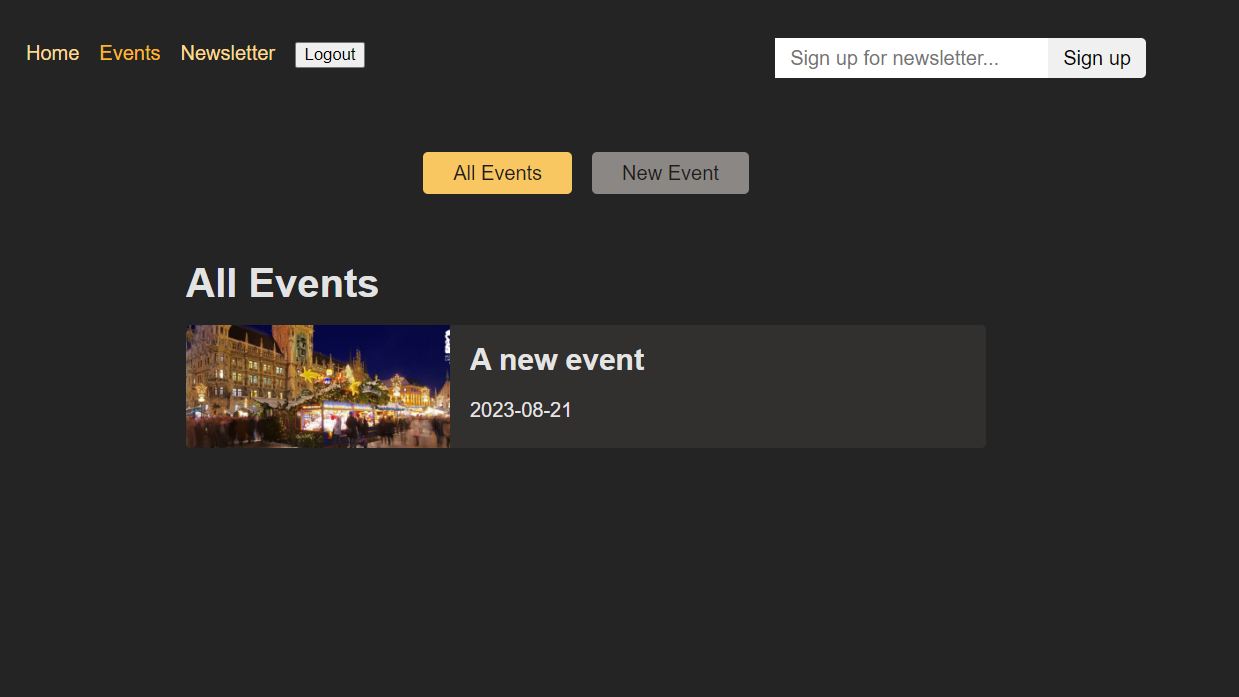 Home Events Newsletter Logout
Sign up for newsletter... Sign up
All Events New Event
All Events
A new event
2023-08-21